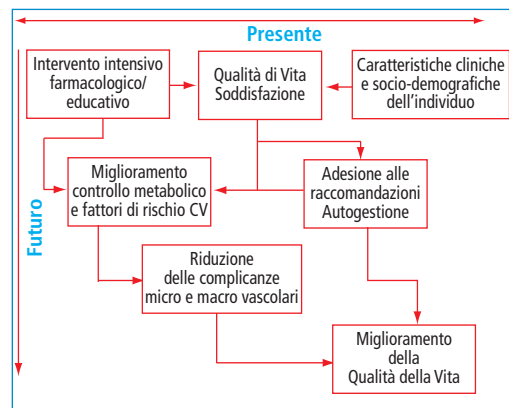 Presente
Intervento intensivo
farmacologico/
educativo
Qualità di Vita
Soddisfazione
Caratteristiche cliniche
e socio-demografiche
dell'individuo
Futuro
Miglioramento
controllo metabolico
e fattori di rischio CV
Adesione alle
raccomandazioni
Autogestione
Riduzione
delle complicanze
micro e macro vascolari
Miglioramento
della
Qualità della Vita